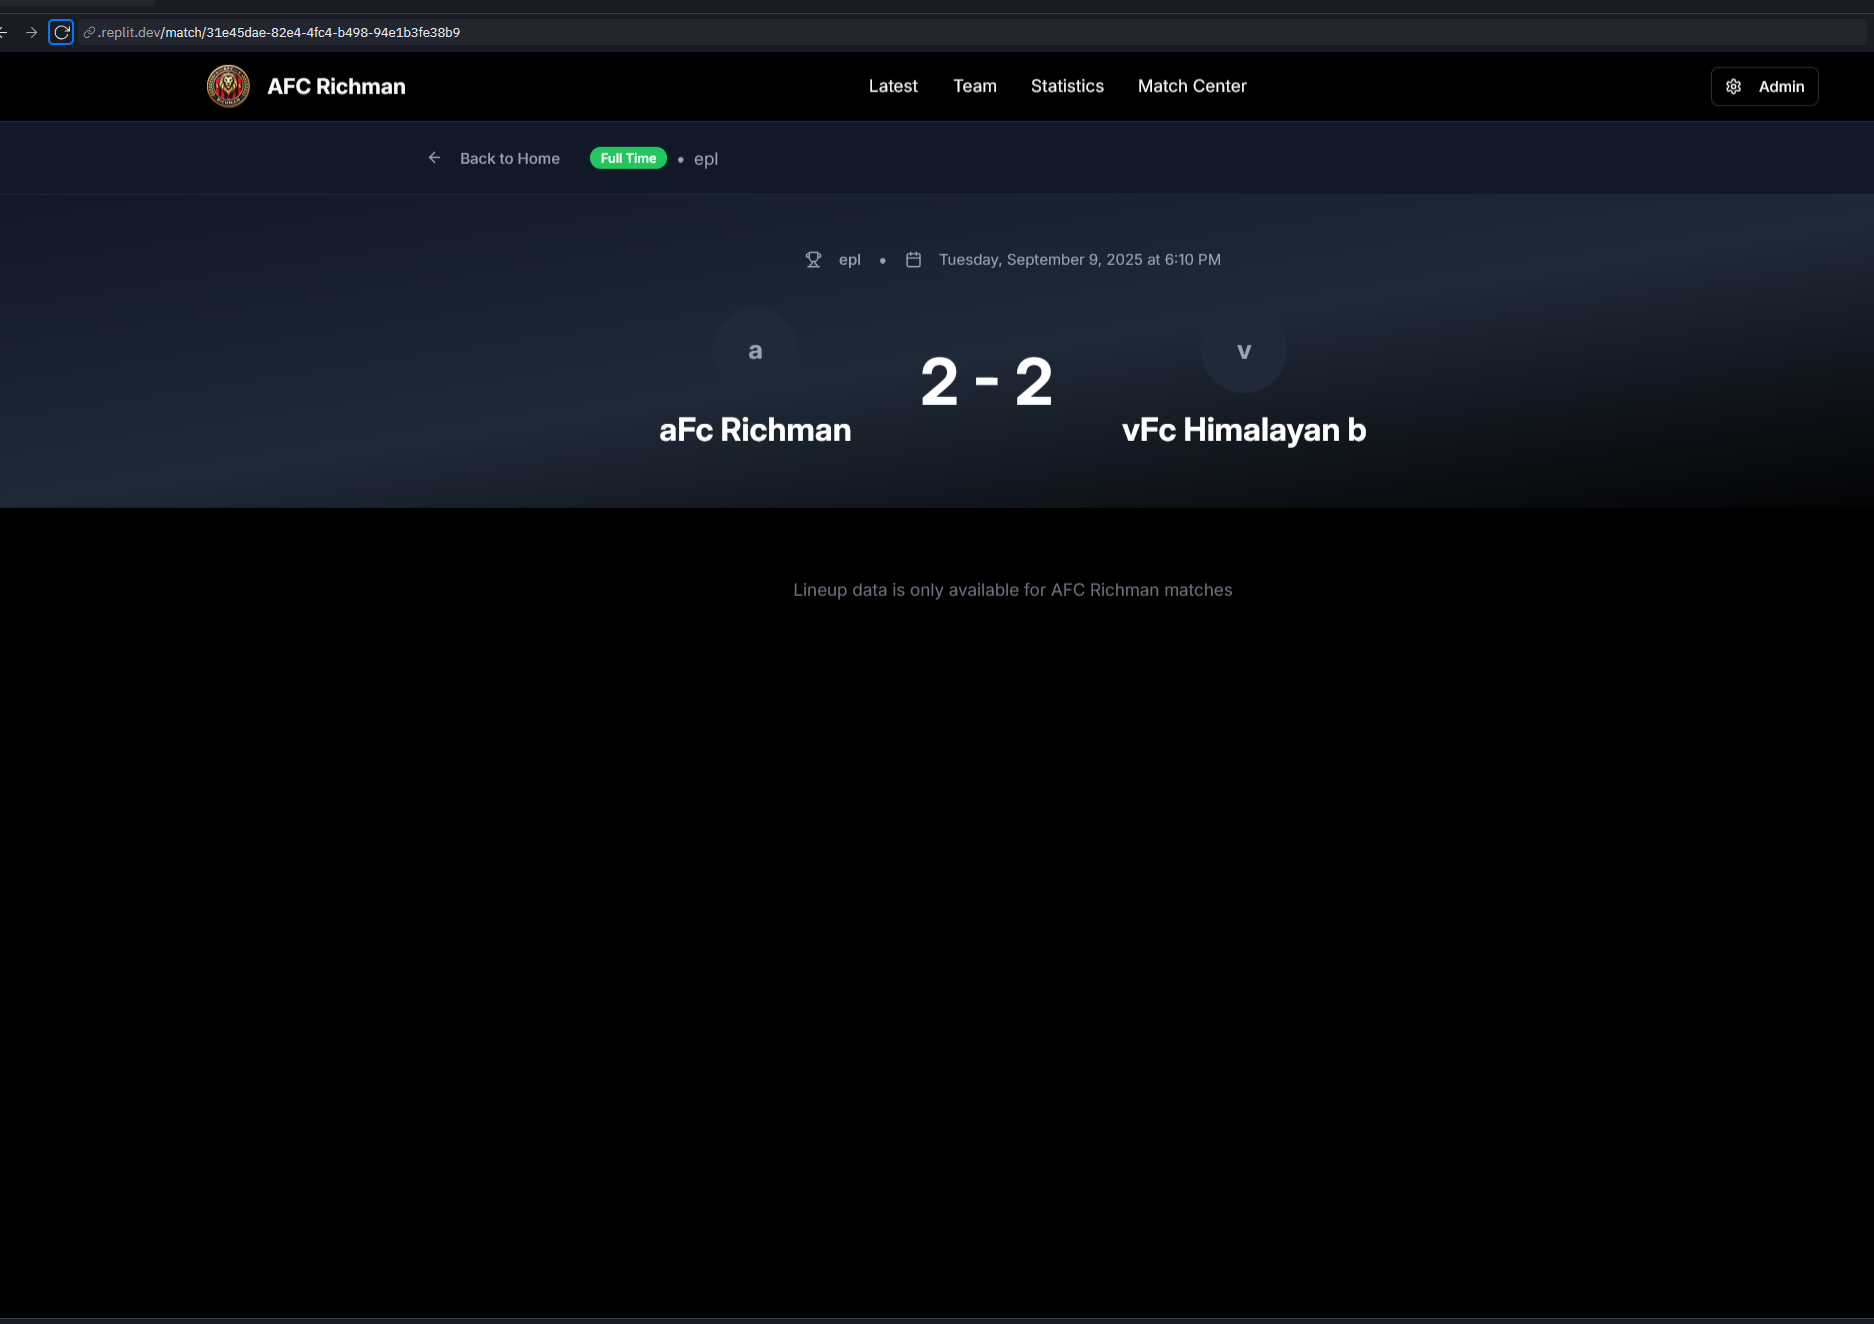 .replit.dev/match/31e45dae-82e4-4fc4-b498-94e1b3fe38b9
AFC Richman
Latest
Team
Statistics
Match Center
Admin
Back to Home
Full Time
• epl
epl • Tuesday, September 9, 2025 at 6:10 PM
a
v
2 - 2
aFc Richman
vFc Himalayan b
Lineup data is only available for AFC Richman matches